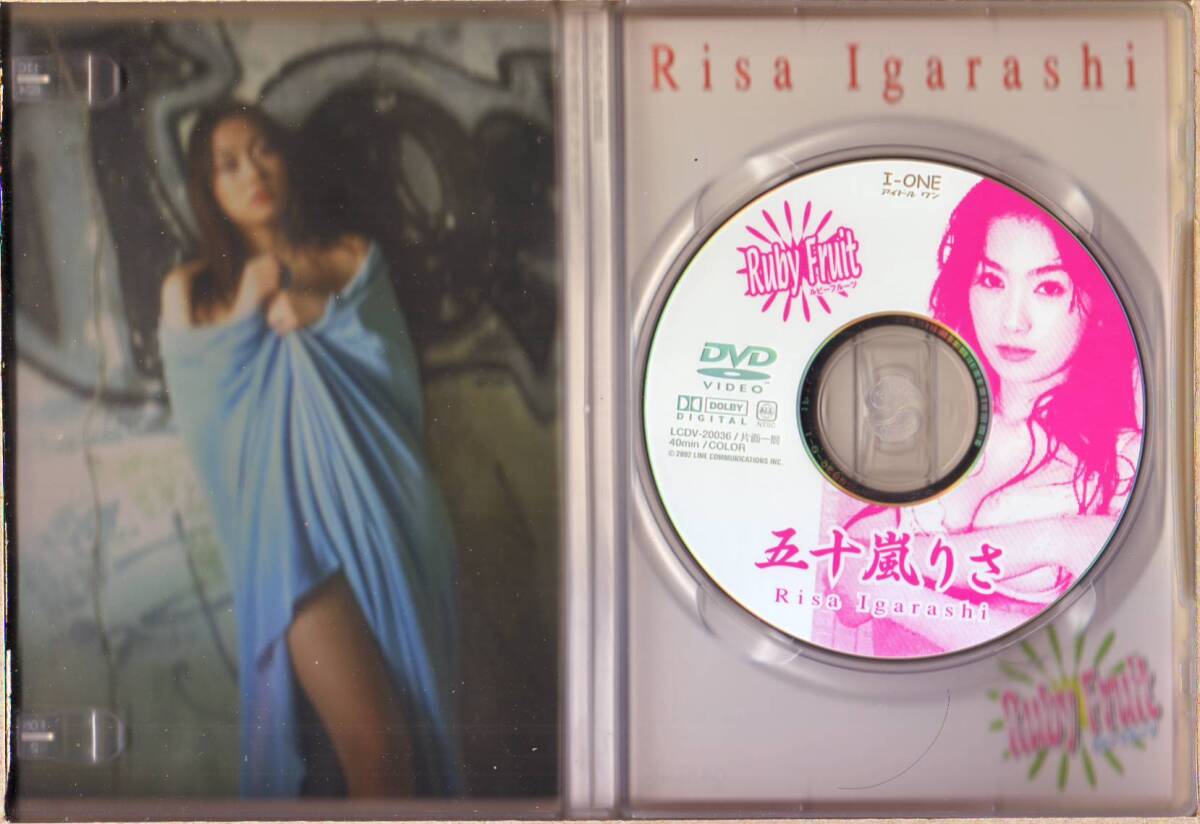 Risa Igarashi
I-ONE
アイドル ワン
Ruby Fruit
ルビーフルーツ
DVD
VIDEO
DOLBY
DIGITAL
ALL
NTSC
LCDV-20036/片面一層
40min/COLOR
© 2002 LINE COMMUNICATIONS INC.
五十嵐りさ
Risa Igarashi
Ruby Fruit